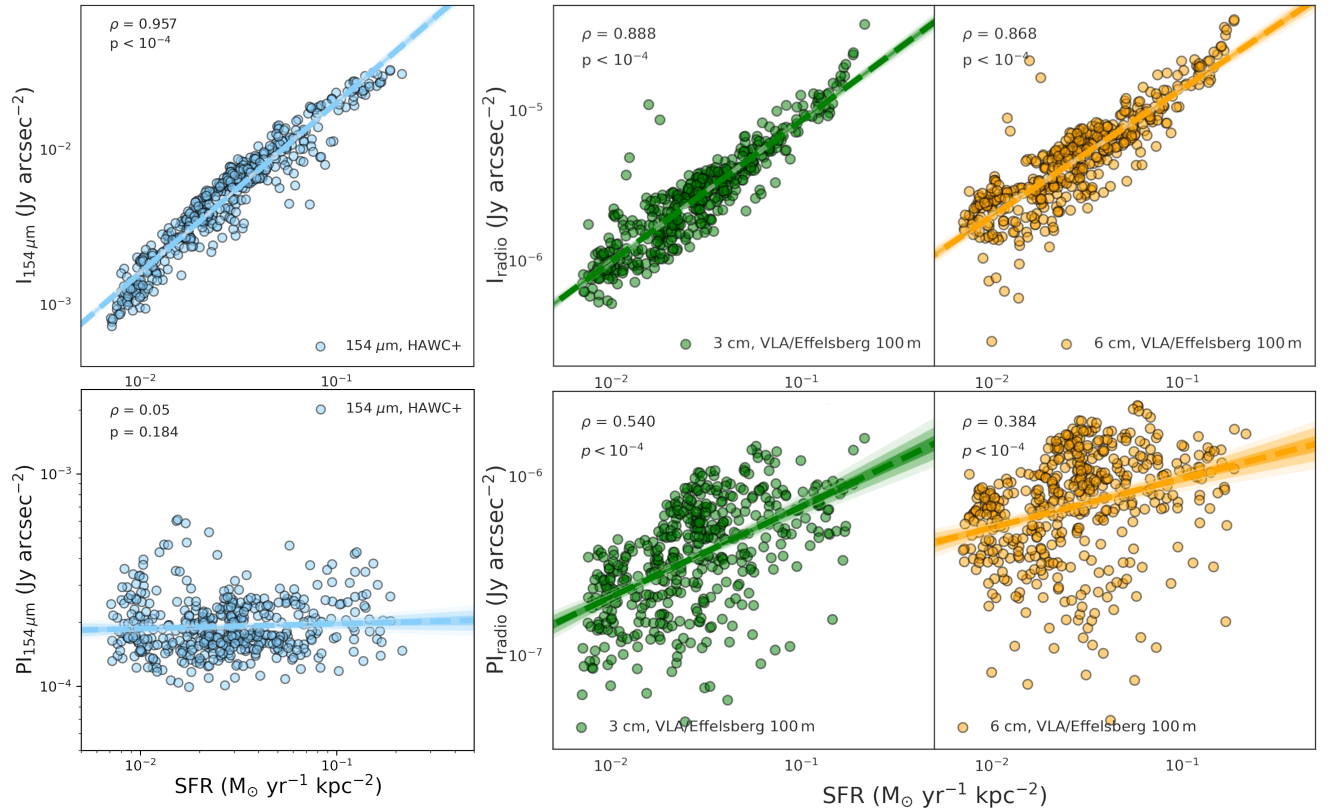 ρ = 0.957
p < 10⁻⁴
I₁₅₄ μm (Jy arcsec⁻²)
10⁻²
10⁻³
154 μm, HAWC+
10⁻² 10⁻¹
ρ = 0.888
p < 10⁻⁴
I_radio (Jy arcsec⁻²)
10⁻⁵
10⁻⁶
3 cm, VLA/Effelsberg 100 m
10⁻² 10⁻¹
ρ = 0.868
p < 10⁻⁴
6 cm, VLA/Effelsberg 100 m
10⁻² 10⁻¹
ρ = 0.05
p = 0.184
154 μm, HAWC+
PI₁₅₄ μm (Jy arcsec⁻²)
10⁻³
10⁻⁴
10⁻² 10⁻¹
SFR (M⊙ yr⁻¹ kpc⁻²)
ρ = 0.540
p < 10⁻⁴
PI_radio (Jy arcsec⁻²)
10⁻⁶
10⁻⁷
3 cm, VLA/Effelsberg 100 m
10⁻² 10⁻¹
ρ = 0.384
p < 10⁻⁴
6 cm, VLA/Effelsberg 100 m
10⁻² 10⁻¹
SFR (M⊙ yr⁻¹ kpc⁻²)